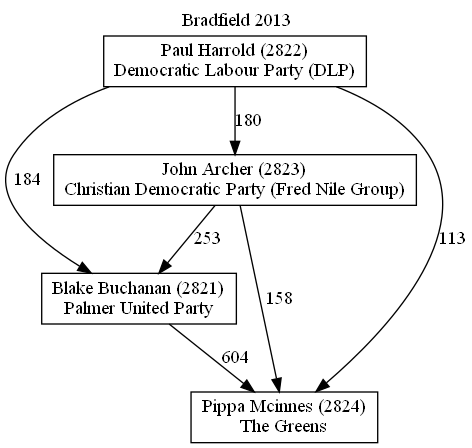 Bradfield 2013
Paul Harrold (2822)
Democratic Labour Party (DLP)
180
John Archer (2823)
Christian Democratic Party (Fred Nile Group)
184
253
113
Blake Buchanan (2821)
Palmer United Party
158
604
Pippa Mcinnes (2824)
The Greens